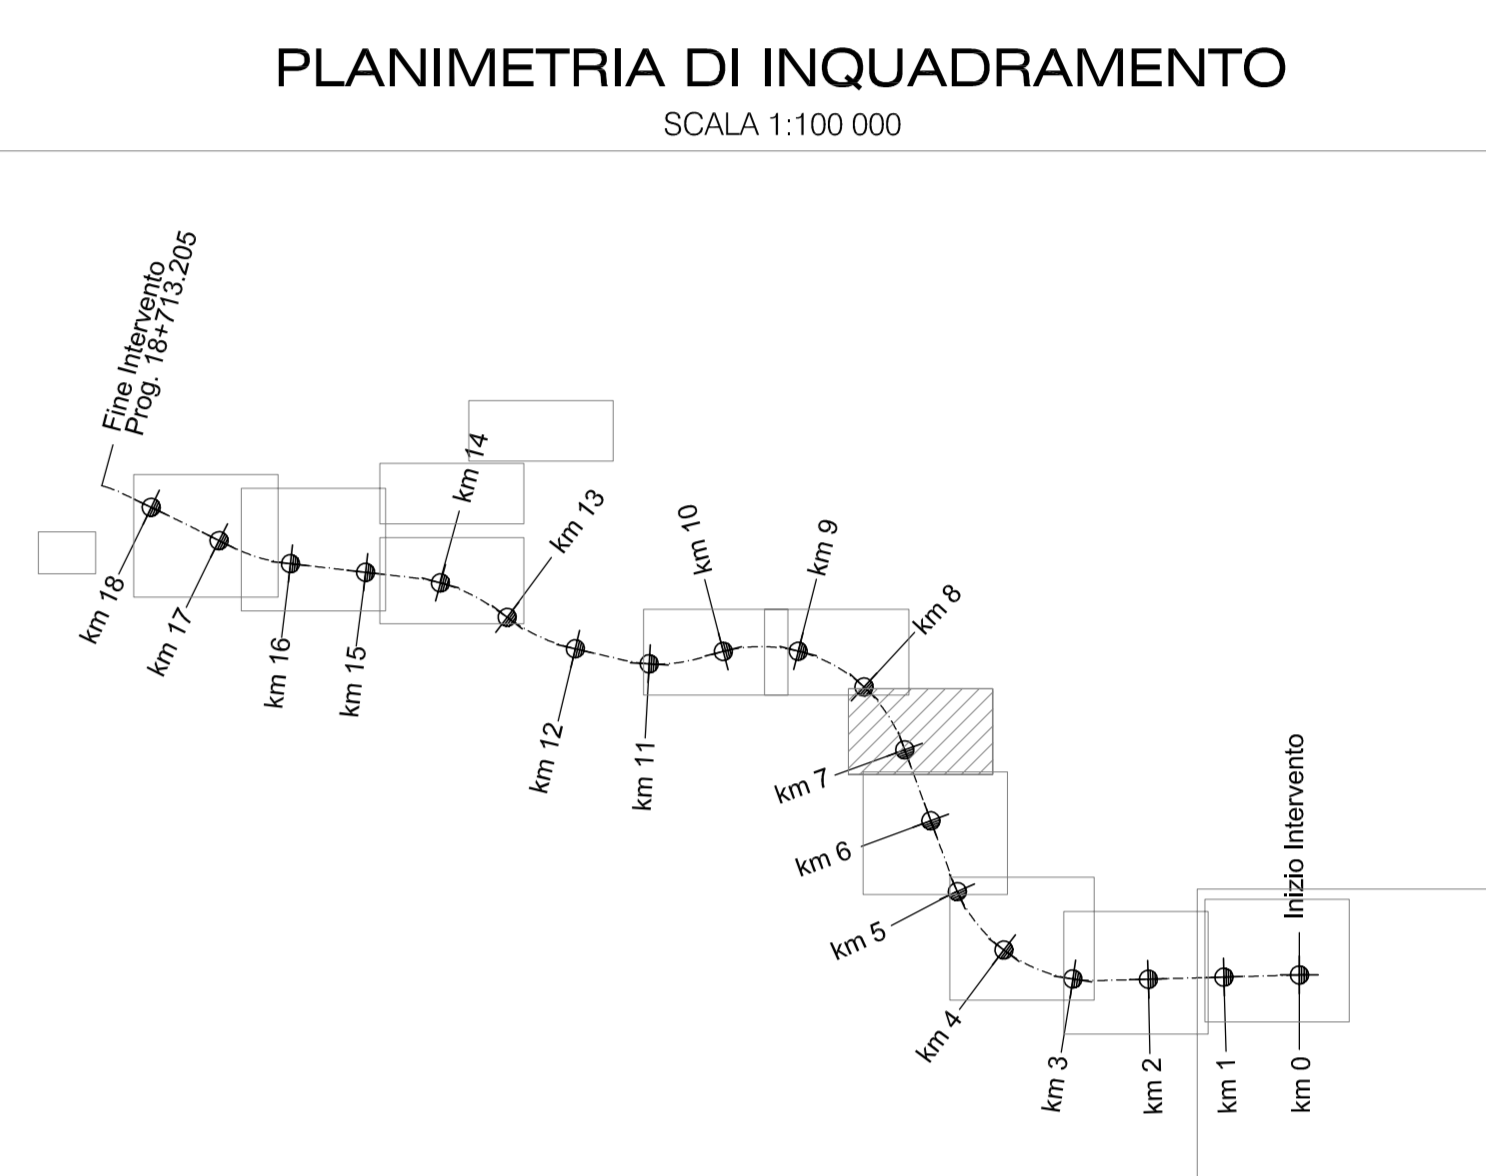 PLANIMETRIA DI INQUADRAMENTO
SCALA 1:100 000
Fine Intervento
Prog. 18+713.205
km 18
km 17
km 16
km 15
km 14
km 13
km 12
km 11
km 10
km 9
km 8
km 7
km 6
km 5
km 4
km 3
km 2
km 1
km 0
Inizio Intervento